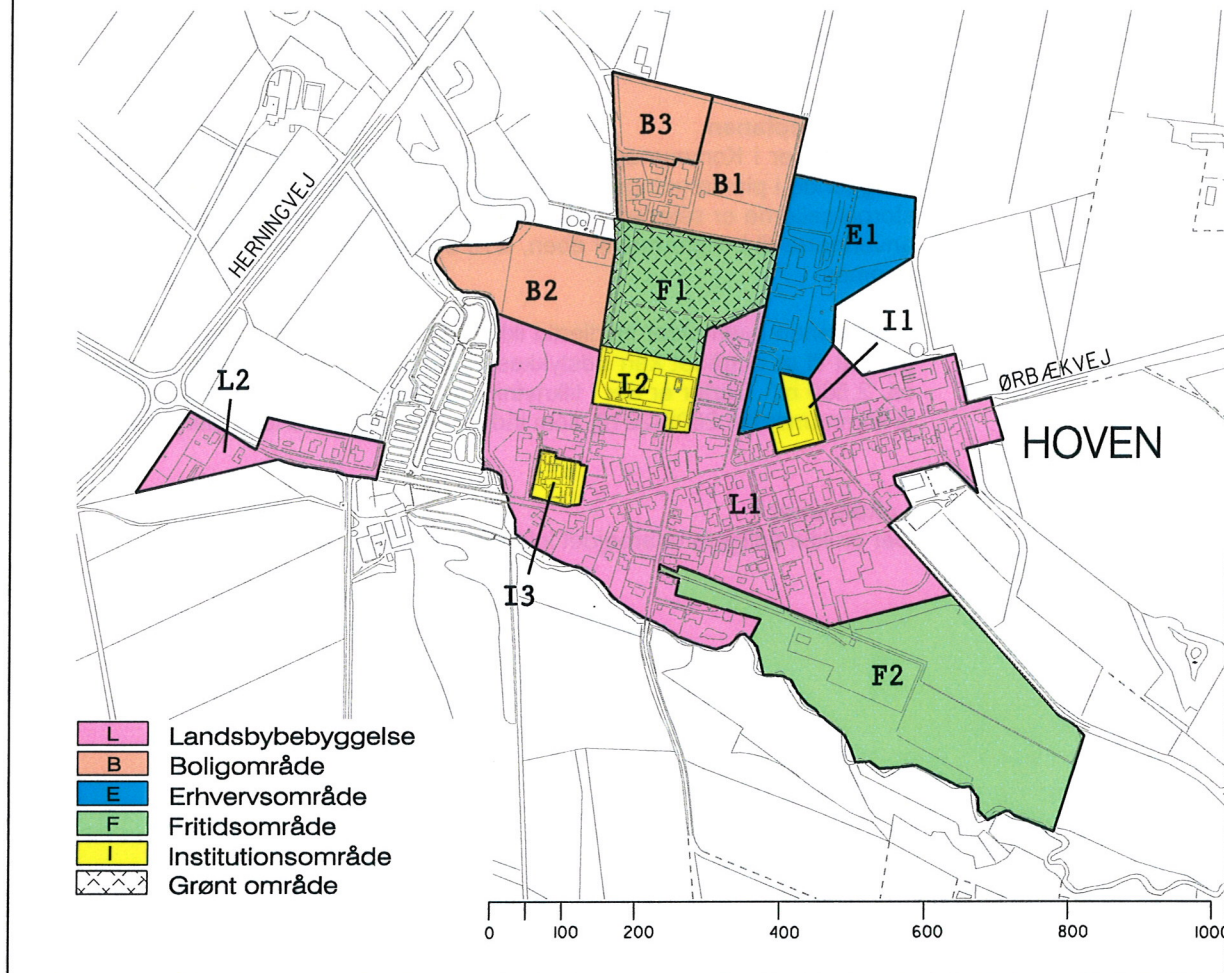 B3
B1
HERNINGVEJ
E1
B2
F1
I1
ØRBÆKVEJ
L2
I2
HOVEN
L1
I3
F2
L Landsbybebyggelse
B Boligområde
E Erhvervsområde
F Fritidsområde
I Institutionsområde
Grønt område
0 100 200 400 600 800 1000